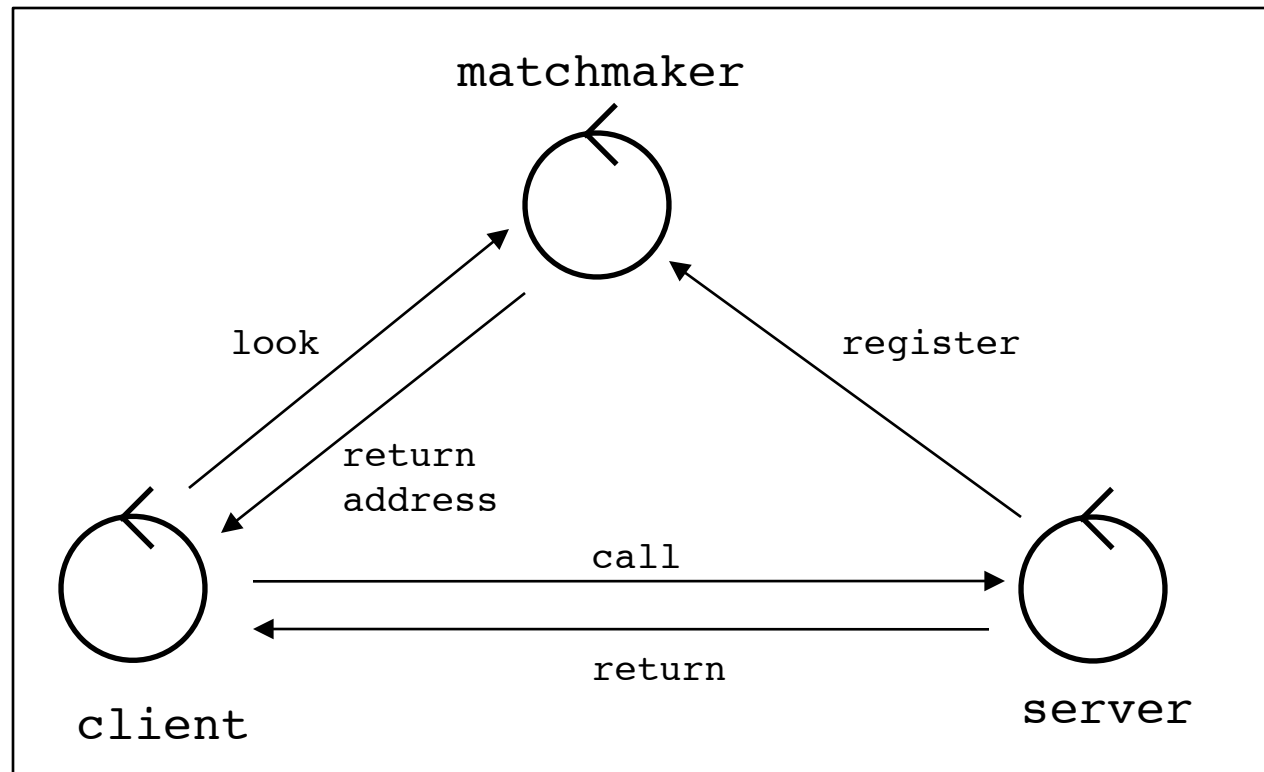 matchmaker
look
register
return
address
call
return
client
server